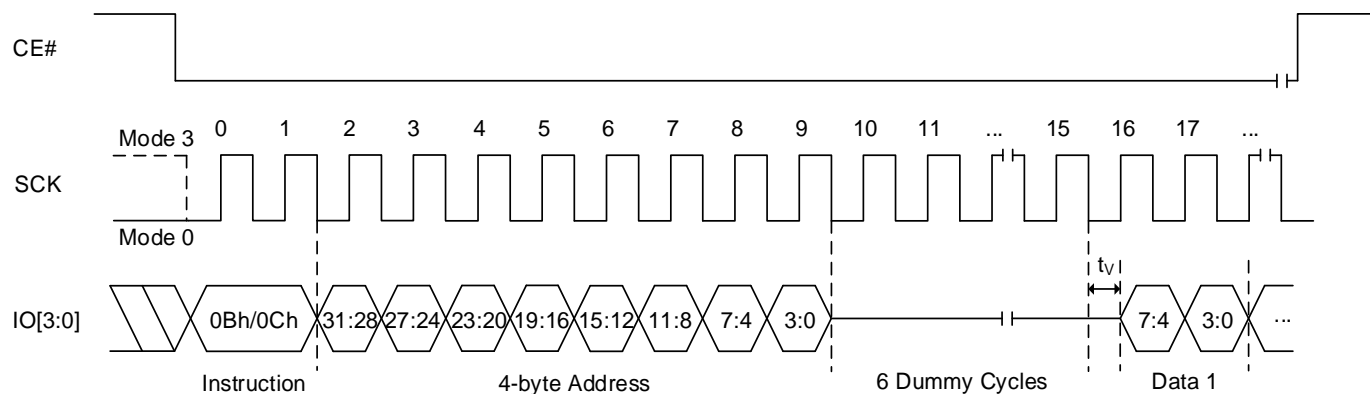 CE#
Mode 3
0 1 2 3 4 5 6 7 8 9 10 11 ... 15 16 17 ...
SCK
Mode 0
tV
IO[3:0]
0Bh/0Ch 31:28 27:24 23:20 19:16 15:12 11:8 7:4 3:0 7:4 3:0 ...
Instruction 4-byte Address 6 Dummy Cycles Data 1